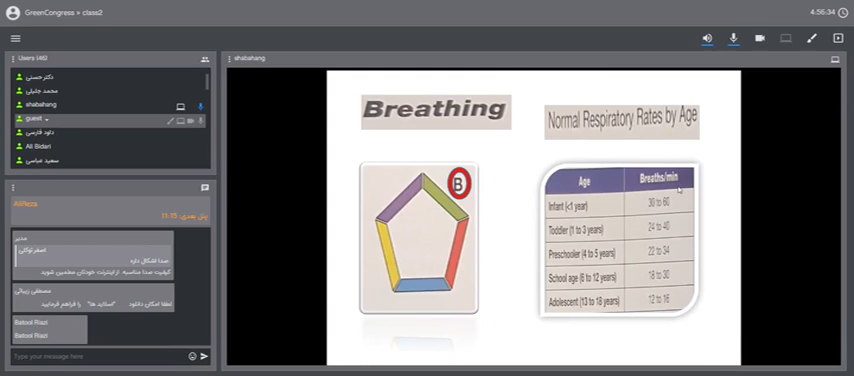 GreenCongress » class2
4:56:34
Users (46)
دکتر حسنی
محمد جلیلی
shabahang
guest
داود فارسی
Ali Bidari
سعید عباسی
AliReza
پنل بعدی: 11:15
مدیر
اصغر توکلی
صدا اشکال داره
کیفیت صدا مناسبه. از اینترنت خودتان مطمئن شوید
مصطفی زیبائی
لطفا امکان دانلود "اسلاید ها" را فراهم فرمایید
Batool Riazi
Batool Riazi
Type your message here
shabahang
Breathing
B
Normal Respiratory Rates by Age
Age Breaths/min
Infant (<1 year) 30 to 60
Toddler (1 to 3 years) 24 to 40
Preschooler (4 to 5 years) 22 to 34
School age (6 to 12 years) 18 to 30
Adolescent (13 to 18 years) 12 to 16